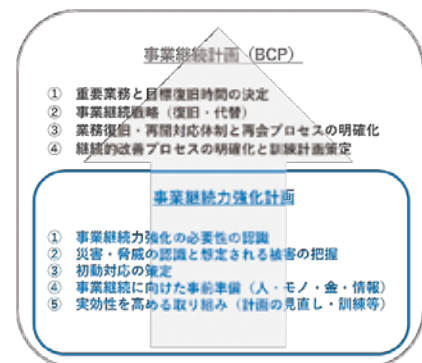 事業継続計画（BCP）
① 重要業務と目標復旧時間の決定
② 事業継続戦略（復旧・代替）
③ 業務復旧・再開対応体制と再会プロセスの明確化
④ 継続的改善プロセスの明確化と訓練計画策定
事業継続力強化計画
① 事業継続力強化の必要性の認識
② 災害・脅威の認識と想定される被害の把握
③ 初動対応の策定
④ 事業継続に向けた事前準備（人・モノ・金・情報）
⑤ 実効性を高める取り組み（計画の見直し・訓練等）